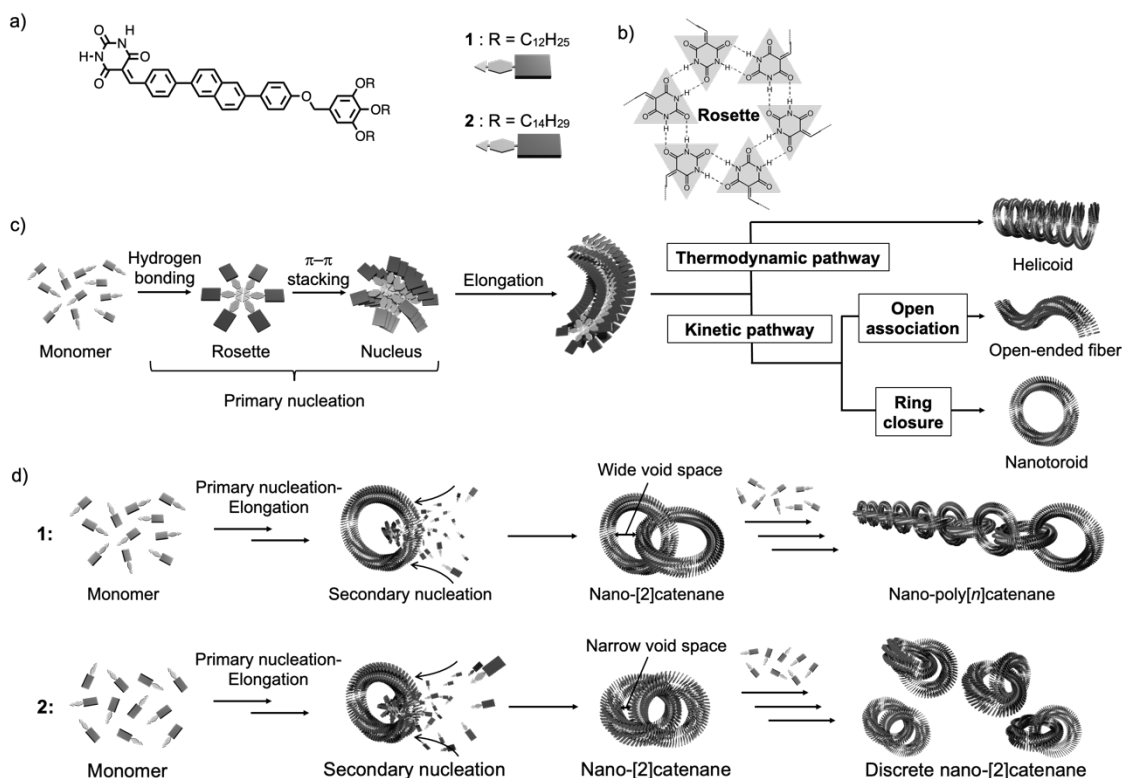 a)
H
O
N
O
H-N
O
O
OR
OR
OR
1 : R = C₁₂H₂₅
2 : R = C₁₄H₂₉
b)
Rosette
c)
Hydrogen
bonding
π–π
stacking
Elongation
Monomer
Rosette
Nucleus
Primary nucleation
Thermodynamic pathway
Kinetic pathway
Helicoid
Open
association
Open-ended fiber
Ring
closure
Nanotoroid
d)
1:
Primary nucleation-
Elongation
Wide void space
Monomer
Secondary nucleation
Nano-[2]catenane
Nano-poly[n]catenane
2:
Primary nucleation-
Elongation
Narrow void space
Monomer
Secondary nucleation
Nano-[2]catenane
Discrete nano-[2]catenane